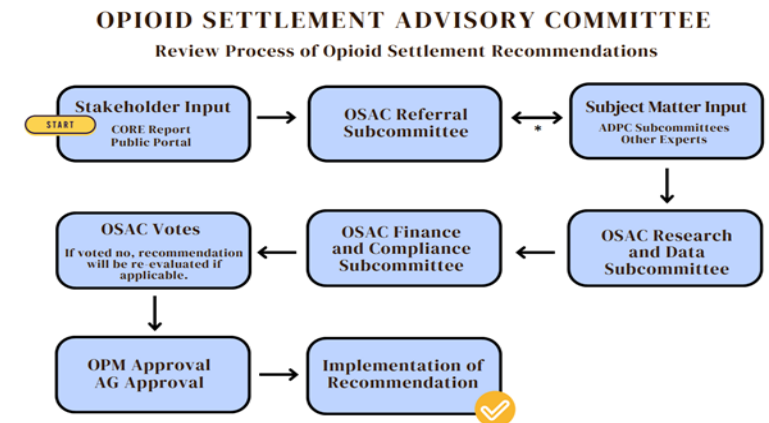 OPIOID SETTLEMENT ADVISORY COMMITTEE
Review Process of Opioid Settlement Recommendations
START
Stakeholder Input
CORE Report
Public Portal
OSAC Referral
Subcommittee
*
Subject Matter Input
ADPC Subcommittees
Other Experts
OSAC Research
and Data
Subcommittee
OSAC Finance
and Compliance
Subcommittee
OSAC Votes
If voted no, recommendation
will be re-evaluated if
applicable.
OPM Approval
AG Approval
Implementation of
Recommendation